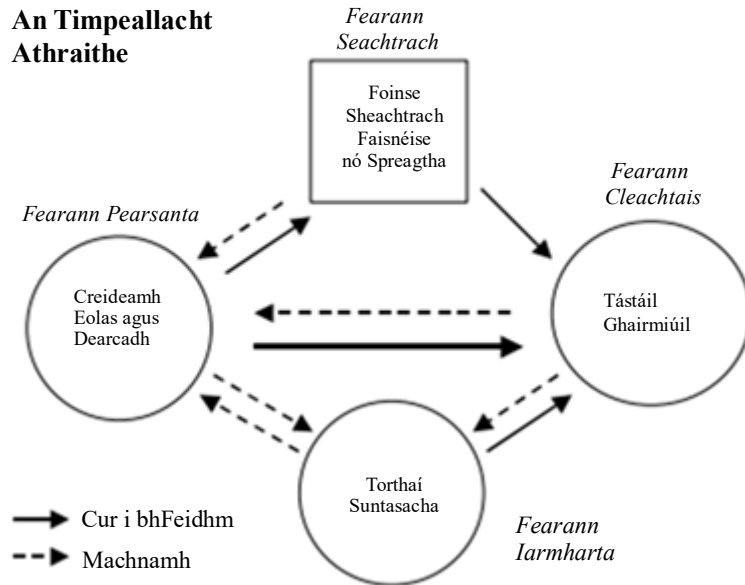 An Timpeallacht
Athraithe
Fearann
Seachtrach
Foinse
Sheachtrach
Faisnéise
nó Spreagtha
Fearann
Cleachtais
Fearann Pearsanta
Creideamh
Eolas agus
Dearcadh
Tástáil
Ghairmiúil
Torthaí
Suntasacha
Fearann
Iarmharta
Cur i bhFeidhm
Machnamh